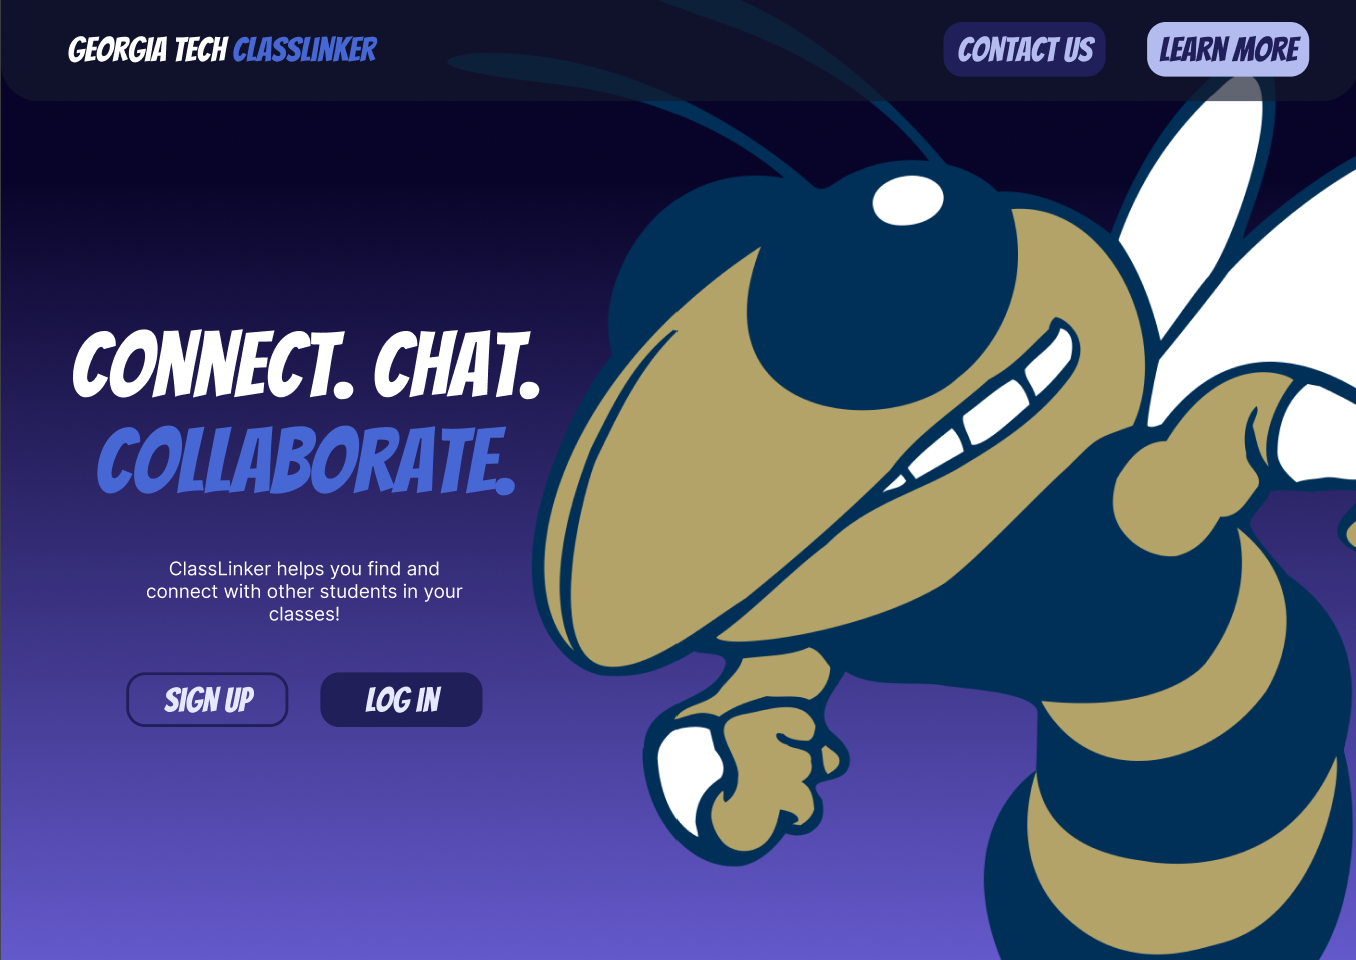 GEORGIA TECH CLASSLINKER
CONTACT US
LEARN MORE
CONNECT. CHAT.
COLLABORATE.
ClassLinker helps you find and
connect with other students in your
classes!
SIGN UP
LOG IN